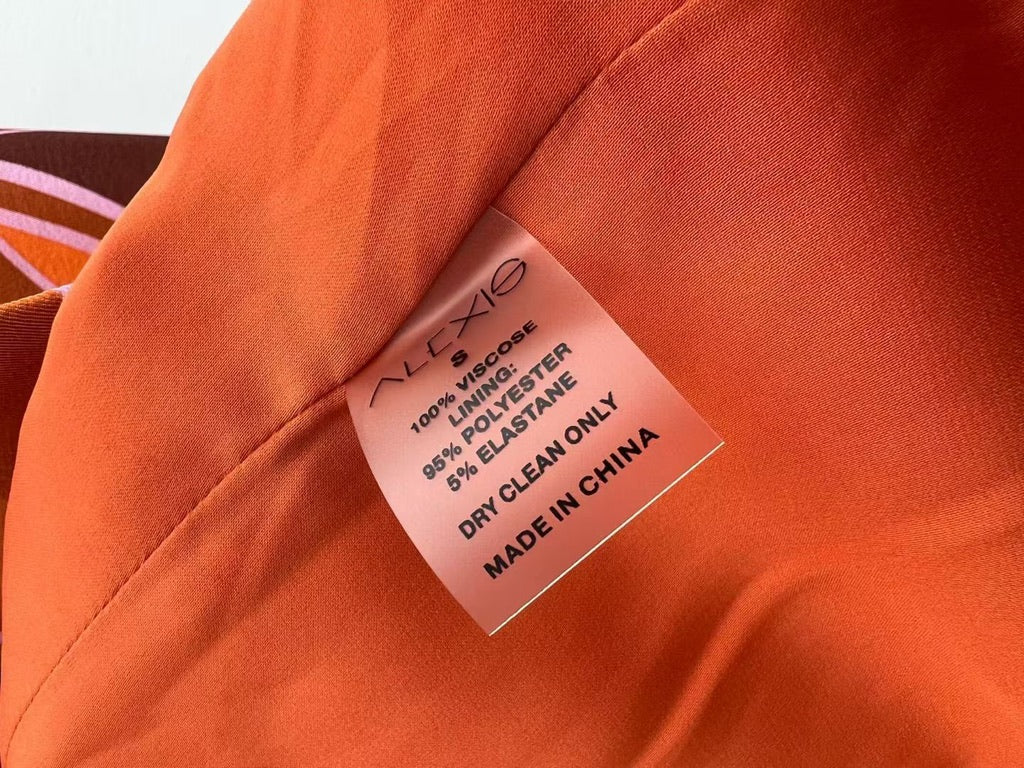 ALEXIS
S
100% VISCOSE
LINING:
95% POLYESTER
5% ELASTANE
DRY CLEAN ONLY
MADE IN CHINA